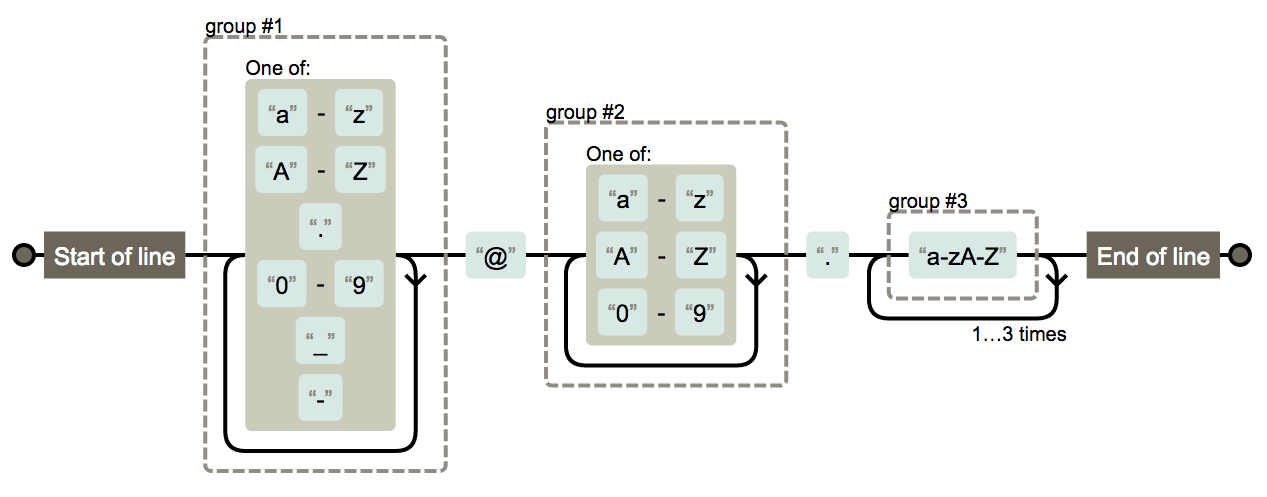 group #1
One of:
“a” - “z”
“A” - “Z”
“.”
“0” - “9”
“_”
“-”
Start of line
“@”
group #2
One of:
“a” - “z”
“A” - “Z”
“0” - “9”
“.”
group #3
“a-zA-Z”
1...3 times
End of line